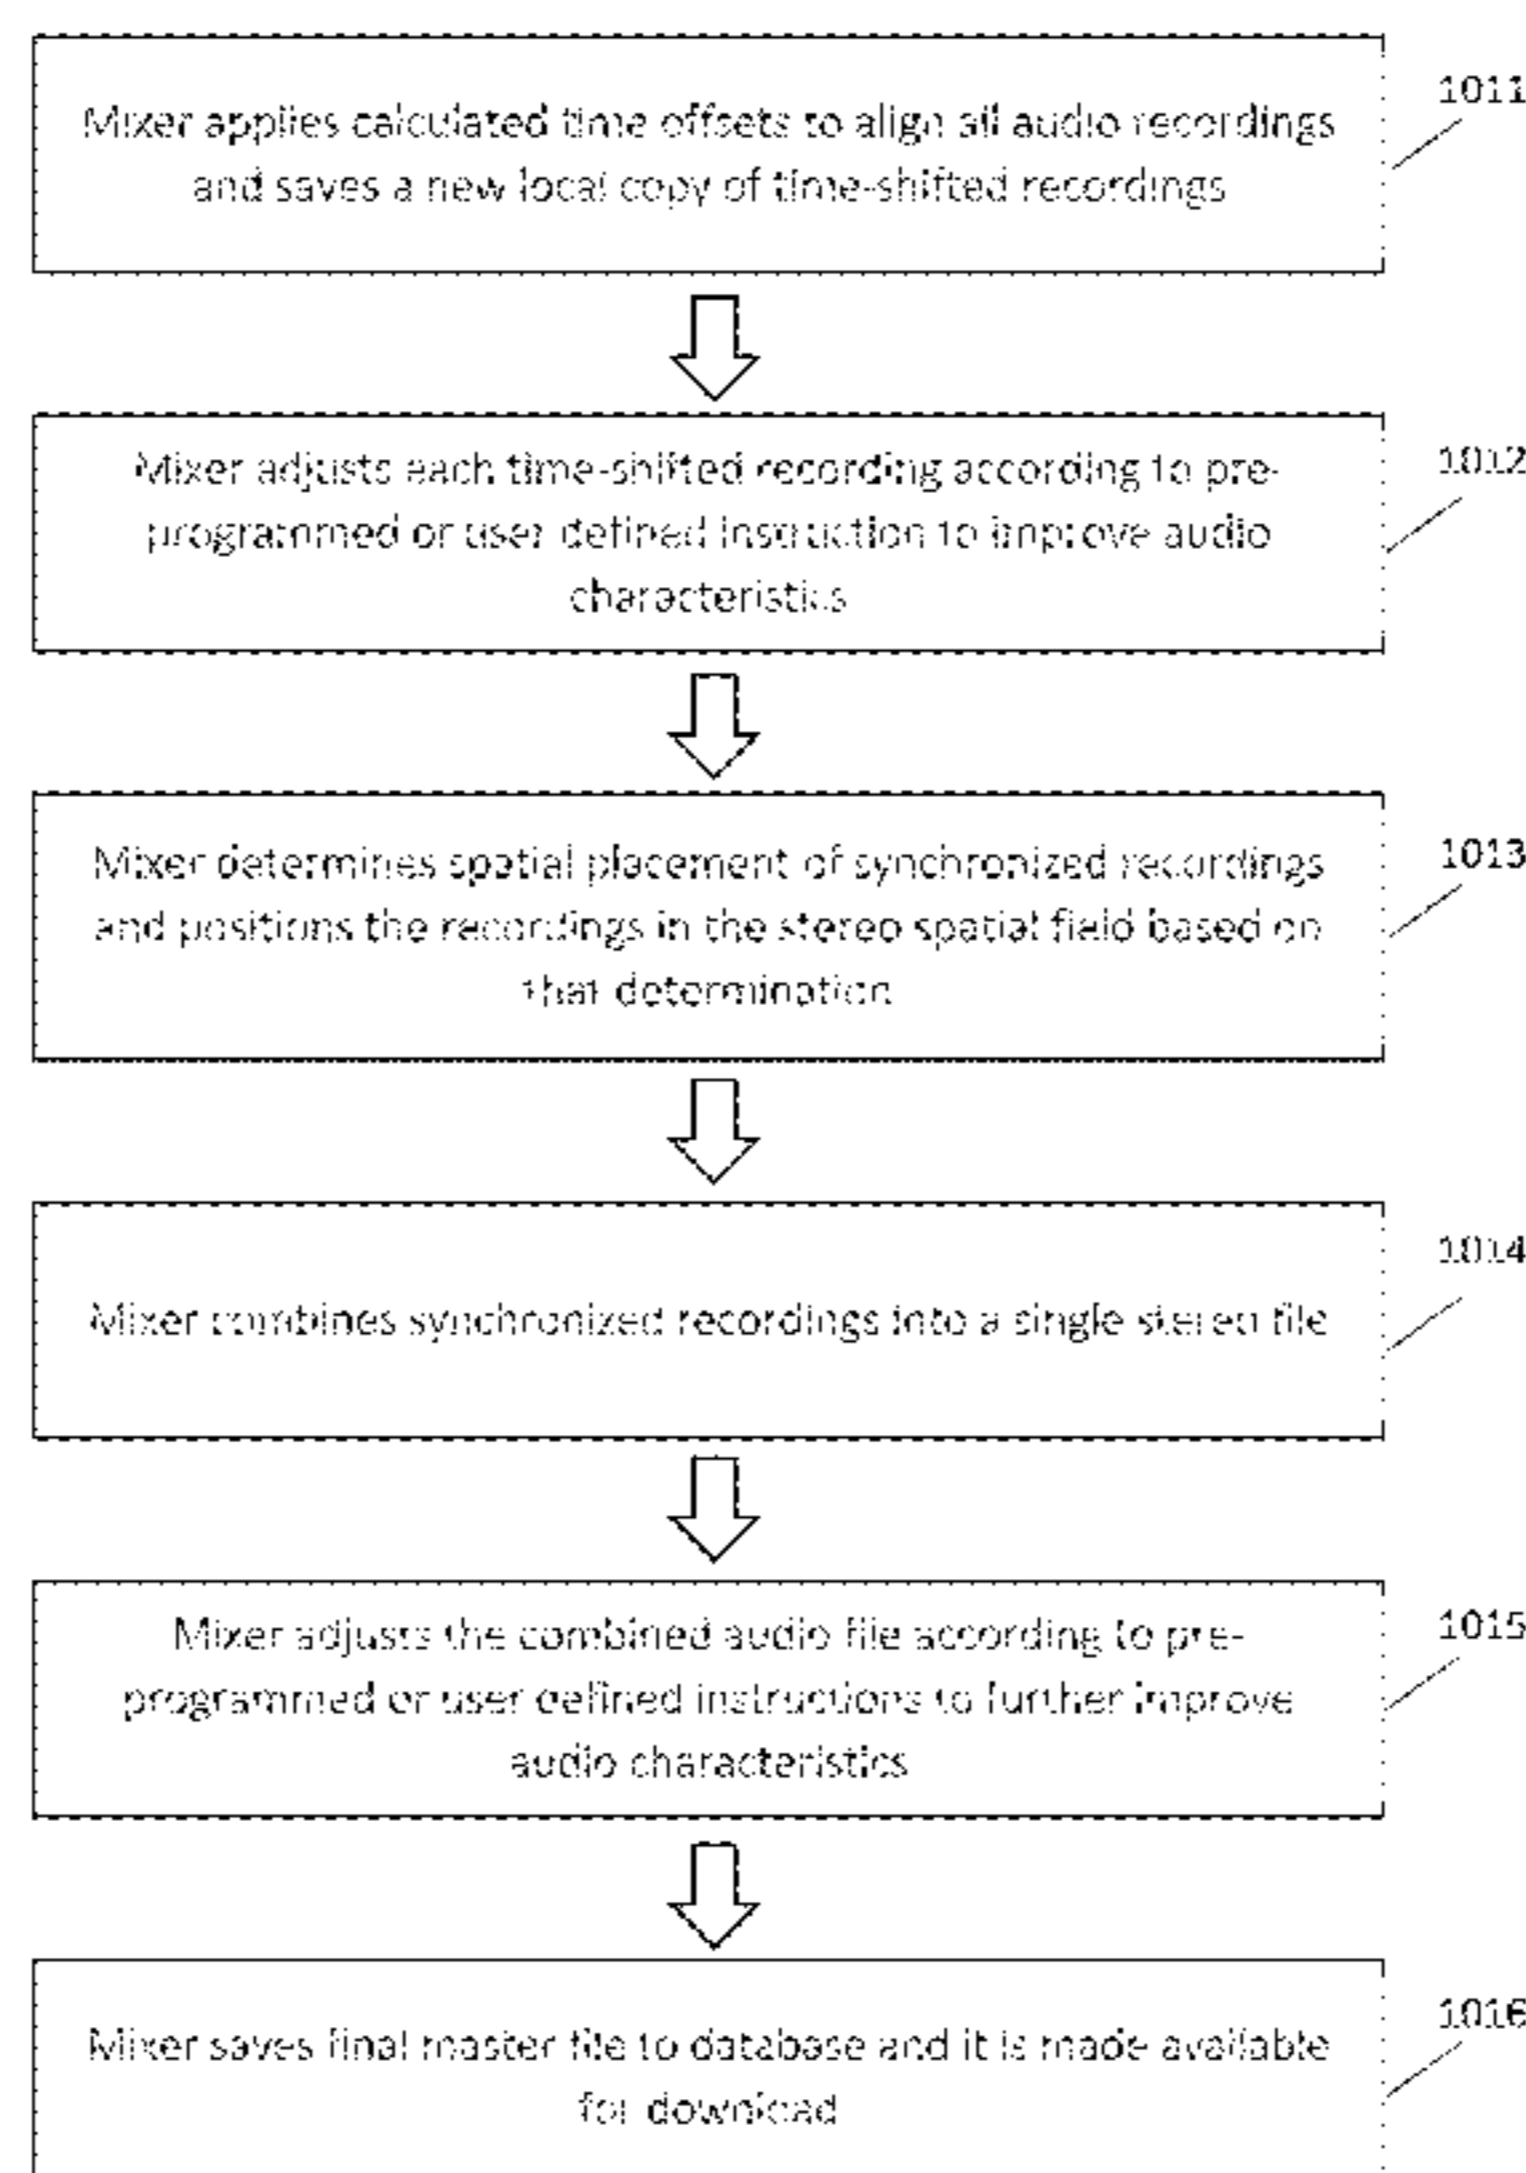 Mixer applies calculated time offsets to align all audio recordings
and saves a new local copy of time-shifted recordings
1011
Mixer adjusts each time-shifted recording according to pre-
programmed or user defined instruction to improve audio
characteristics
1012
Mixer determines spatial placement of synchronized recordings
and positions the recordings in the stereo spatial field based on
that determination
1013
Mixer combines synchronized recordings into a single stereo file
1014
Mixer adjusts the combined audio file according to pre-
programmed or user defined instructions to further improve
audio characteristics
1015
Mixer saves final master file to database and it is made available
for download
1016